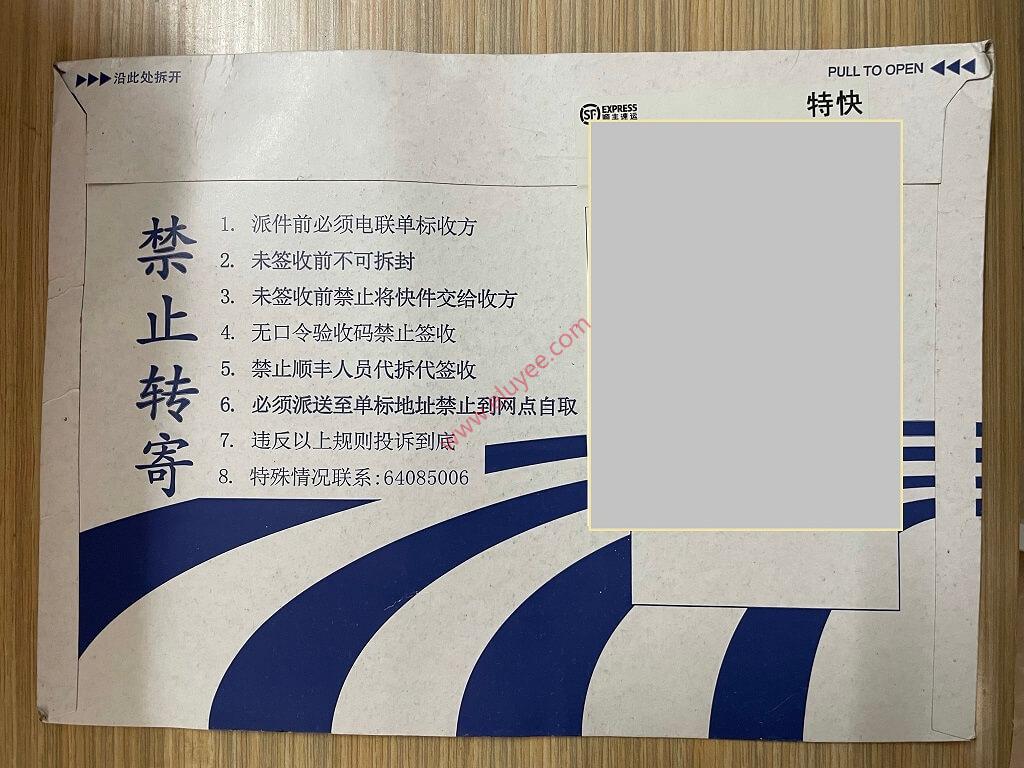 沿此处拆开
PULL TO OPEN
SF EXPRESS
顺丰速运
特快
禁止转寄
1. 派件前必须电联单标收方
2. 未签收前不可拆封
3. 未签收前禁止将快件交给收方
4. 无口令验收码禁止签收
5. 禁止顺丰人员代拆代签收
6. 必须派送至单标地址禁止到网点自取
7. 违反以上规则投诉到底
8. 特殊情况联系:64085006